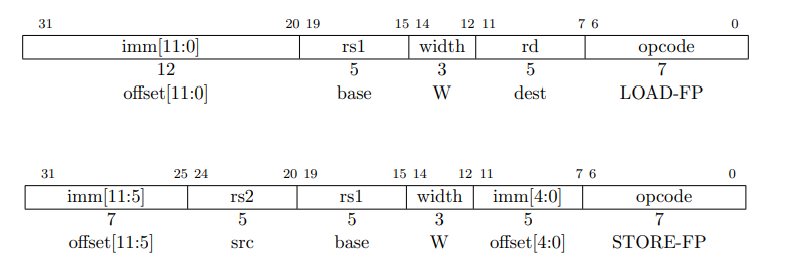 31 20 19 15 14 12 11 7 6 0
imm[11:0] rs1 width rd opcode
12 5 3 5 7
offset[11:0] base W dest LOAD-FP
31 25 24 20 19 15 14 12 11 7 6 0
imm[11:5] rs2 rs1 width imm[4:0] opcode
7 5 5 3 5 7
offset[11:5] src base W offset[4:0] STORE-FP